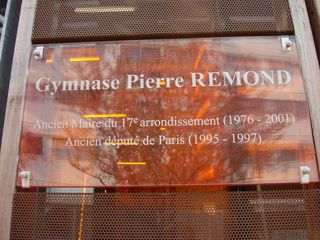 Gymnase Pierre REMOND
Ancien Maire du 17e arrondissement (1976 - 2001)
Ancien député de Paris (1995 - 1997)